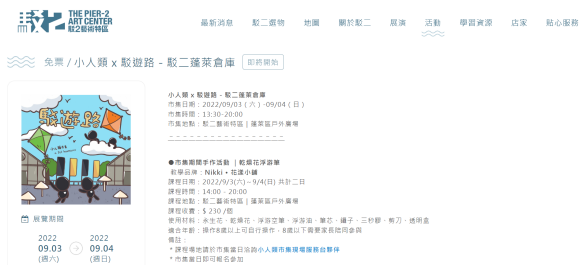 THE PIER-2
ART CENTER
駁2藝術特區
最新消息 駁二選物 地圖 關於駁二 展演 活動 學習資源 店家 貼心服務
免票 / 小人類 x 駁遊路 - 駁二蓬萊倉庫 即將開始
駁遊路
小人類 x 駁遊路 - 駁二蓬萊倉庫
市集日期：2022/09/03 ( 六 ) -09/04 ( 日 )
市集時間：13:30-20:00
市集地點：駁二藝術特區 | 蓬萊區戶外廣場
●市集期間手作活動 | 乾燥花浮游筆
教學品牌：Nikki • 花漾小鋪
課程日期：2022/9/3(六)－9/4(日) 共計二日
課程時間：14:00 - 20:00
課程地點：駁二藝術特區 | 蓬萊區戶外廣場
課程收費：$ 230 /個
使用材料：永生花、乾燥花、浮游空筆、浮游油、筆芯、鑷子、三秒膠、剪刀、透明盒
適合年齡：操作8歲以上可自行操作，8歲以下需要家長陪同參與
備註：
* 課程場地請於市集當日洽詢小人類市集現場服務台夥伴
* 市集當日即可報名參加
展覽期間
2022 2022
09.03 09.04
(週六) (週日)